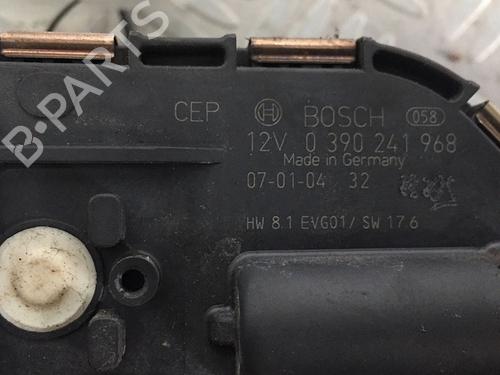 B-PARTS
CEP BOSCH 058
12V 0 390 241 968
Made in Germany
07-01-04 32
HW 8.1 EVG01/ SW 17.6